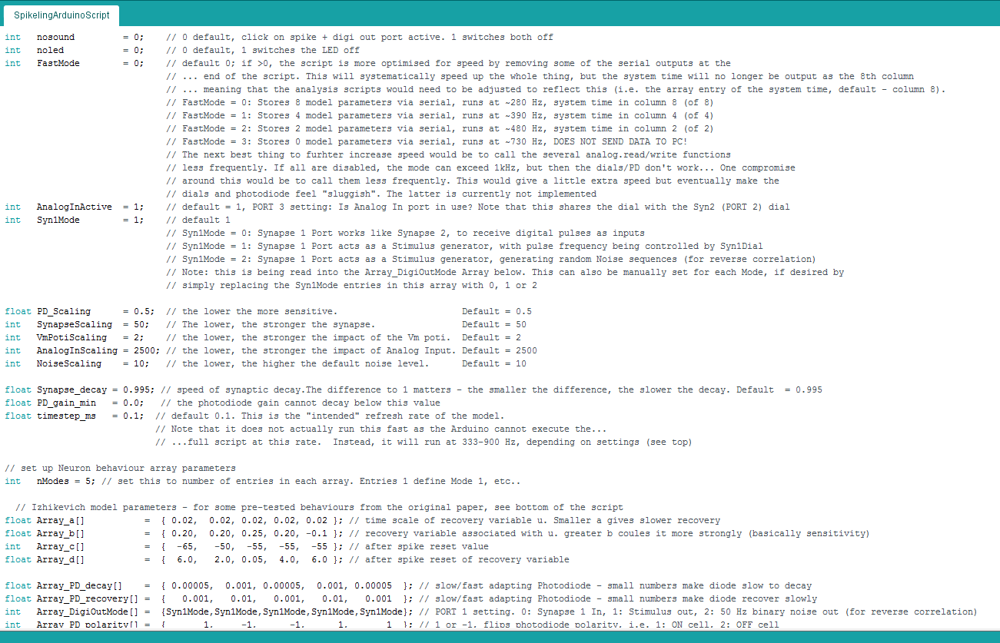 SpikelingArduinoScript
int   nosound         = 0;    // 0 default, click on spike + digi out port active. 1 switches both off
int   noled           = 0;    // 0 default, 1 switches the LED off
int   FastMode        = 0;    // default 0; if >0, the script is more optimised for speed by removing some of the serial outputs at the
                              // ... end of the script. This will systematically speed up the whole thing, but the system time will no longer be output as the 8th column
                              // ... meaning that the analysis scripts would need to be adjusted to reflect this (i.e. the array entry of the system time, default - column 8).
                              // FastMode = 0: Stores 8 model parameters via serial, runs at ~280 Hz, system time in column 8 (of 8)
                              // FastMode = 1: Stores 4 model parameters via serial, runs at ~390 Hz, system time in column 4 (of 4)
                              // FastMode = 2: Stores 2 model parameters via serial, runs at ~480 Hz, system time in column 2 (of 2)
                              // FastMode = 3: Stores 0 model parameters via serial, runs at ~730 Hz, DOES NOT SEND DATA TO PC!
                              // The next best thing to furhter increase speed would be to call the several analog.read/write functions
                              // less frequently. If all are disabled, the mode can exceed 1kHz, but then the dials/PD don't work... One compromise
                              // around this would be to call them less frequently. This would give a little extra speed but eventually make the
                              // dials and photodiode feel "sluggish". The latter is currently not implemented
int   AnalogInActive  = 1;    // default = 1, PORT 3 setting: Is Analog In port in use? Note that this shares the dial with the Syn2 (PORT 2) dial
int   Syn1Mode        = 1;    // default 1
                              // Syn1Mode = 0: Synapse 1 Port works like Synapse 2, to receive digital pulses as inputs
                              // Syn1Mode = 1: Synapse 1 Port acts as a Stimulus generator, with pulse frequency being controlled by Syn1Dial
                              // Syn1Mode = 2: Synapse 1 Port acts as a Stimulus generator, generating random Noise sequences (for reverse correlation)
                              // Note: this is being read into the Array_DigiOutMode Array below. This can also be manually set for each Mode, if desired by
                              // simply replacing the Syn1Mode entries in this array with 0, 1 or 2
float PD_Scaling      = 0.5;  // the lower the more sensitive.                       Default = 0.5
int   SynapseScaling  = 50;   // The lower, the stronger the synapse.                Default = 50
int   VmPotiScaling   = 2;    // the lower, the stronger the impact of the Vm poti.  Default = 2
int   AnalogInScaling = 2500; // the lower, the stronger the impact of Analog Input. Default = 2500
int   NoiseScaling    = 10;   // the lower, the higher the default noise level.      Default = 10
float Synapse_decay = 0.995; // speed of synaptic decay.The difference to 1 matters - the smaller the difference, the slower the decay. Default  = 0.995
float PD_gain_min   = 0.0;   // the photodiode gain cannot decay below this value
float timestep_ms   = 0.1;  // default 0.1. This is the "intended" refresh rate of the model.
                            // Note that it does not actually run this fast as the Arduino cannot execute the...
                            // ...full script at this rate.  Instead, it will run at 333-900 Hz, depending on settings (see top)
// set up Neuron behaviour array parameters
int   nModes = 5; // set this to number of entries in each array. Entries 1 define Mode 1, etc..
  // Izhikevich model parameters - for some pre-tested behaviours from the original paper, see bottom of the script
float Array_a[]           =  { 0.02,  0.02, 0.02, 0.02, 0.02 }; // time scale of recovery variable u. Smaller a gives slower recovery
float Array_b[]           =  { 0.20,  0.20, 0.25, 0.20, -0.1 }; // recovery variable associated with u. greater b coules it more strongly (basically sensitivity)
int   Array_c[]           =  {  -65,   -50,  -55,  -55,  -55 }; // after spike reset value
float Array_d[]           =  {  6.0,   2.0, 0.05,  4.0,  6.0 }; // after spike reset of recovery variable
float Array_PD_decay[]    =  { 0.00005,  0.001, 0.00005,  0.001, 0.00005  }; // slow/fast adapting Photodiode - small numbers make diode slow to decay
float Array_PD_recovery[] =  {   0.001,   0.01,   0.001,   0.01,   0.001  }; // slow/fast adapting Photodiode - small numbers make diode recover slowly
int   Array_DigiOutMode[] =  {Syn1Mode,Syn1Mode,Syn1Mode,Syn1Mode,Syn1Mode}; // PORT 1 setting. 0: Synapse 1 In, 1: Stimulus out, 2: 50 Hz binary noise out (for reverse correlation)
int   Array_PD_polarity[] =  {       1,     -1,      -1,      1,       1  }; // 1 or -1, flips photodiode polarity, i.e. 1: ON cell, 2: OFF cell